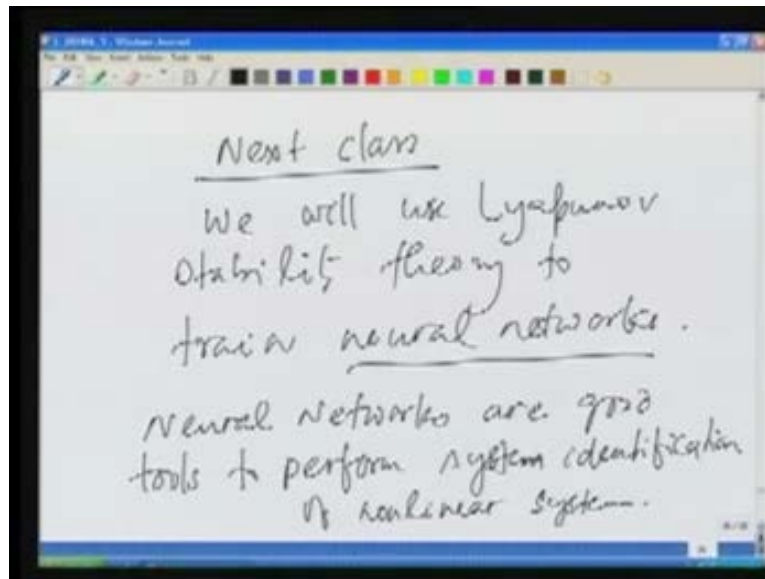 Next class
We will use Lyapunov
Stability theory to
train neural networks.
Neural Networks are good
tools to perform system identification
of nonlinear system.